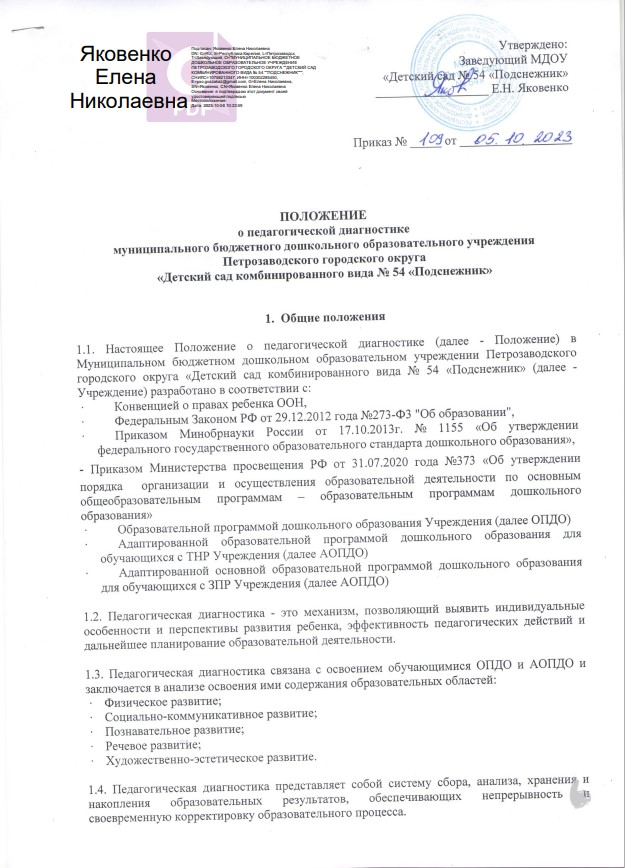 Яковенко
Елена
Николаевна
Подписан: Яковенко Елена Николаевна
Утверждено:
Заведующий МДОУ
«Детский сад № 54 «Подснежник»
Е.Н. Яковенко
Приказ № 109 от 05. 10. 2023
ПОЛОЖЕНИЕ
о педагогической диагностике
муниципального бюджетного дошкольного образовательного учреждения
Петрозаводского городского округа
«Детский сад комбинированного вида № 54 «Подснежник»
1. Общие положения
1.1. Настоящее Положение о педагогической диагностике (далее - Положение) в
Муниципальном бюджетном дошкольном образовательном учреждении Петрозаводского
городского округа «Детский сад комбинированного вида № 54 «Подснежник» (далее -
Учреждение) разработано в соответствии с:
· Конвенцией о правах ребенка ООН,
· Федеральным Законом РФ от 29.12.2012 года №273-ФЗ "Об образовании",
· Приказом Минобрнауки России от 17.10.2013г. № 1155 «Об утверждении
федерального государственного образовательного стандарта дошкольного образования»,
- Приказом Министерства просвещения РФ от 31.07.2020 года №373 «Об утверждении
порядка организации и осуществления образовательной деятельности по основным
общеобразовательным программам – образовательным программам дошкольного
образования»
· Образовательной программой дошкольного образования Учреждения (далее ОПДО)
· Адаптированной образовательной программой дошкольного образования для
обучающихся с ТНР Учреждения (далее АОПДО)
· Адаптированной основной образовательной программой дошкольного образования
для обучающихся с ЗПР Учреждения (далее АОПДО)
1.2. Педагогическая диагностика - это механизм, позволяющий выявить индивидуальные
особенности и перспективы развития ребенка, эффективность педагогических действий и
дальнейшее планирование образовательной деятельности.
1.3. Педагогическая диагностика связана с освоением обучающимися ОПДО и АОПДО и
заключается в анализе освоения ими содержания образовательных областей:
· Физическое развитие;
· Социально-коммуникативное развитие;
· Познавательное развитие;
· Речевое развитие;
· Художественно-эстетическое развитие.
1.4. Педагогическая диагностика представляет собой систему сбора, анализа, хранения и
накопления образовательных результатов, обеспечивающих непрерывность и
своевременную корректировку образовательного процесса.